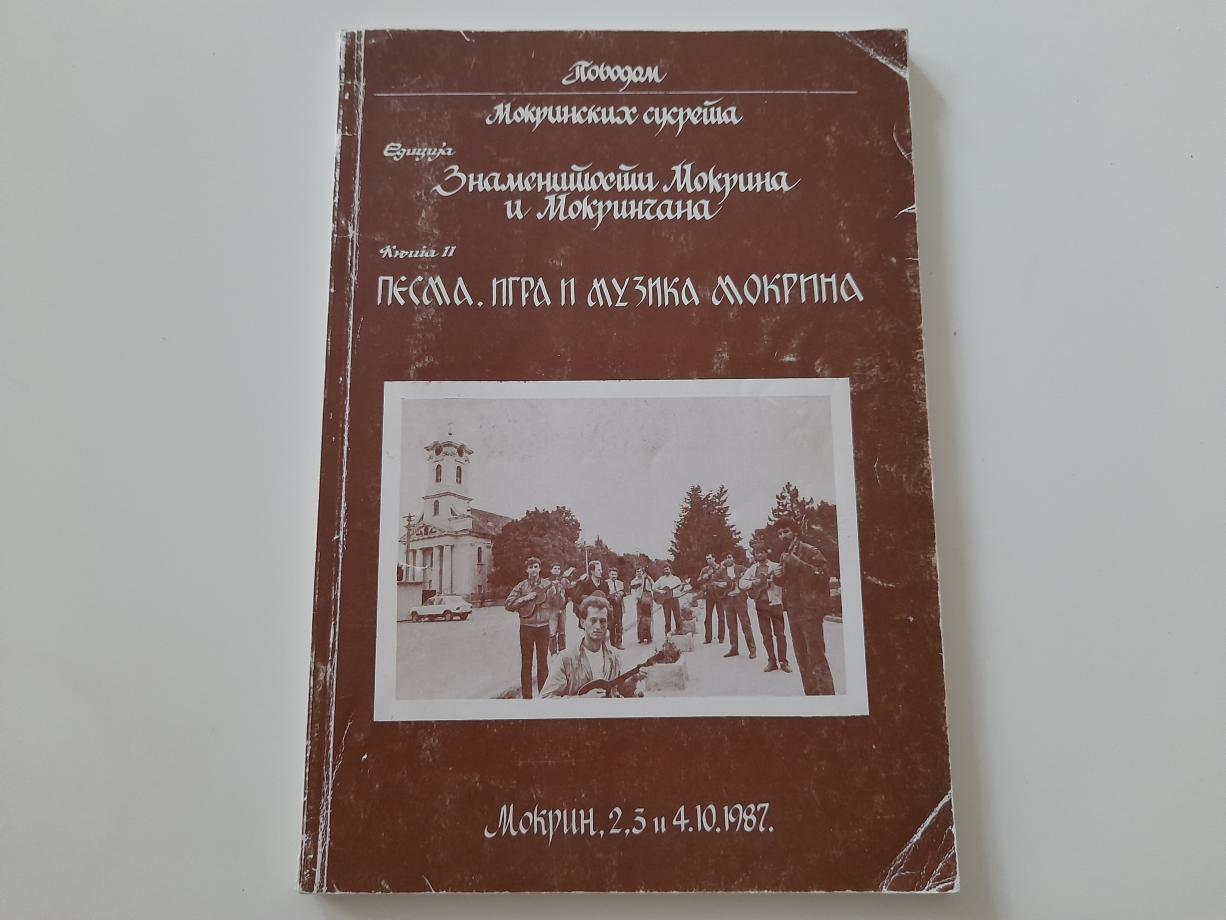 Поводом
Мокринских сусрета
Едиција
Знаменитости Мокрина
и Мокринчана
Књига II
ПЕСМА, ИГРА И МУЗИКА МОКРИНА
Мокрин, 2,3 и 4.10.1987.